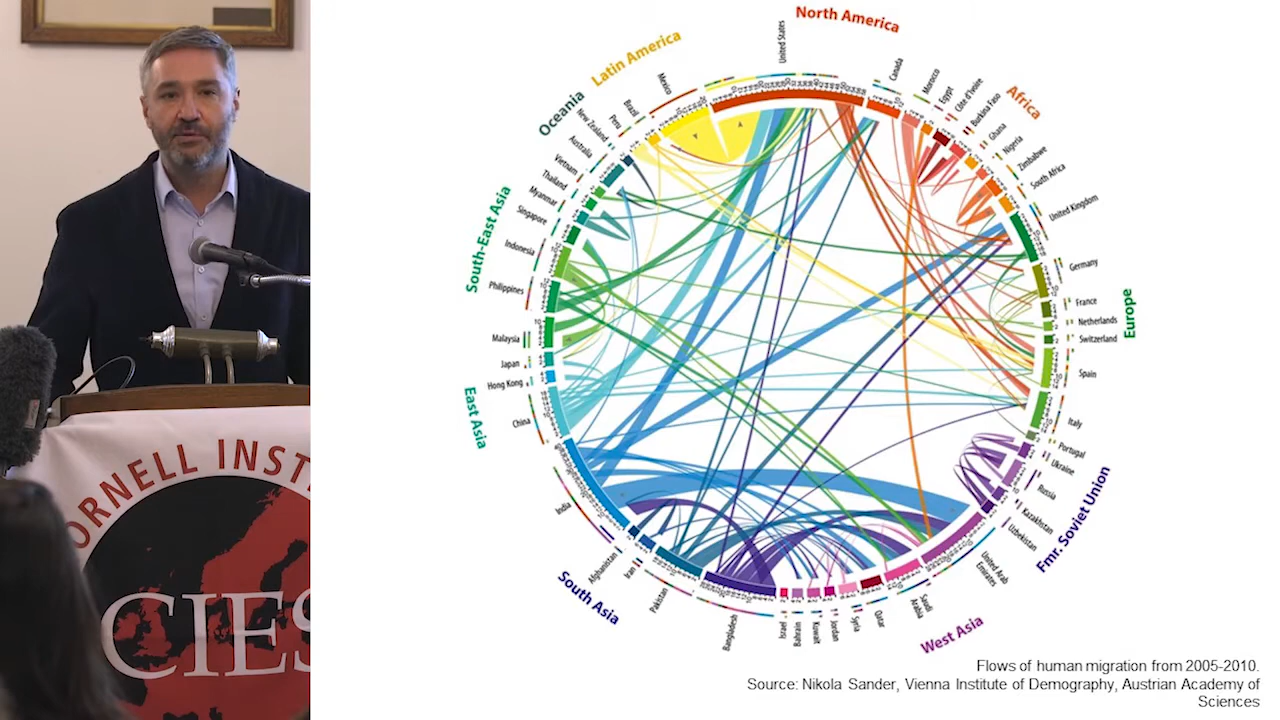 North America
United States
Latin America
Mexico
Brazil
Peru
Oceania
New Zealand
Australia
Vietnam
Thailand
Myanmar
Singapore
South-East Asia
Indonesia
Philippines
Malaysia
Japan
Hong Kong
East Asia
China
India
Afghanistan
Iran
South Asia
Pakistan
Bangladesh
Israel
Bahrain
Kuwait
Jordan
Syria
Qatar
Saudi
Arabia
West Asia
United Arab
Emirates
Fmr. Soviet Union
Uzbekistan
Kazakhstan
Russia
Ukraine
Portugal
Italy
Spain
Switzerland
Netherlands
France
Europe
Germany
United Kingdom
South Africa
Zimbabwe
Nigeria
Ghana
Burkina Faso
Côte d'Ivoire
Africa
Egypt
Morocco
Canada
Flows of human migration from 2005-2010.
Source: Nikola Sander, Vienna Institute of Demography, Austrian Academy of
Sciences
ORNELL INST
CIES